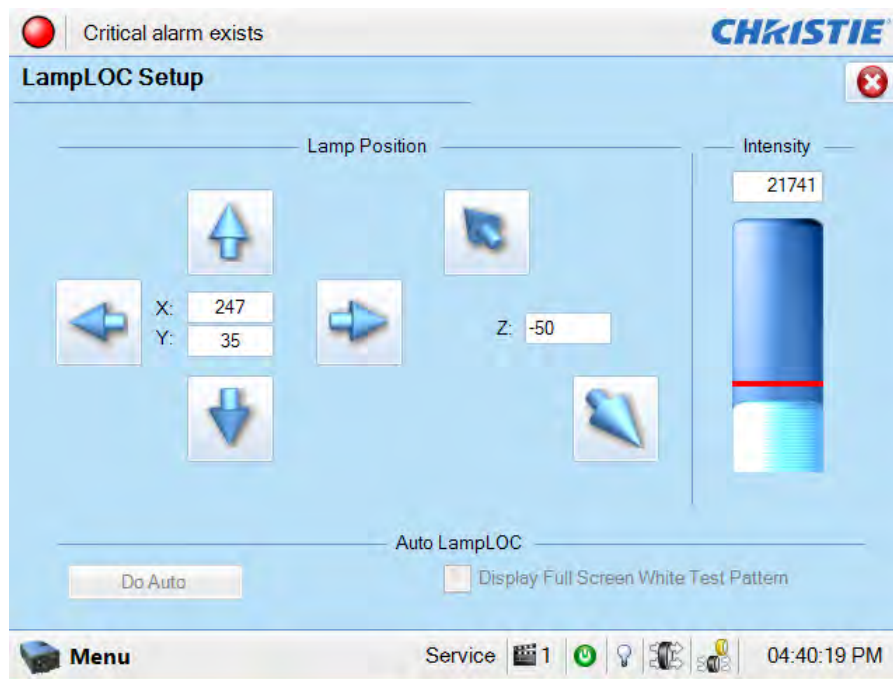 Critical alarm exists
CHRISTIE
LampLOC Setup
Lamp Position
Intensity
21741
X: 247
Y: 35
Z: -50
Auto LampLOC
Do Auto
Display Full Screen White Test Pattern
Menu
Service
1
04:40:19 PM